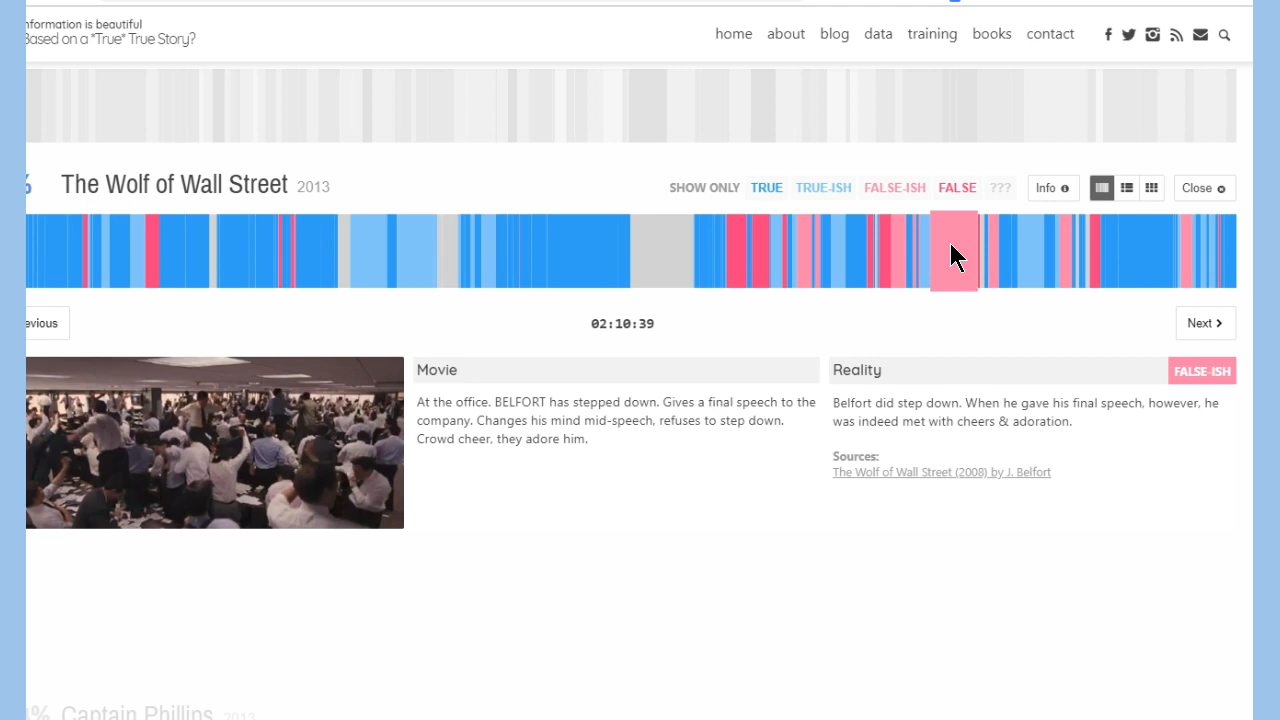 nformation is beautiful
Based on a *True* True Story?
home about blog data training books contact
% The Wolf of Wall Street 2013
SHOW ONLY TRUE TRUE-ISH FALSE-ISH FALSE ??? Info Close
evious
02:10:39
Next
Movie
At the office. BELFORT has stepped down. Gives a final speech to the
company. Changes his mind mid-speech, refuses to step down.
Crowd cheer, they adore him.
Reality FALSE-ISH
Belfort did step down. When he gave his final speech, however, he
was indeed met with cheers & adoration.
Sources:
The Wolf of Wall Street (2008) by J. Belfort
% Captain Phillips 2013